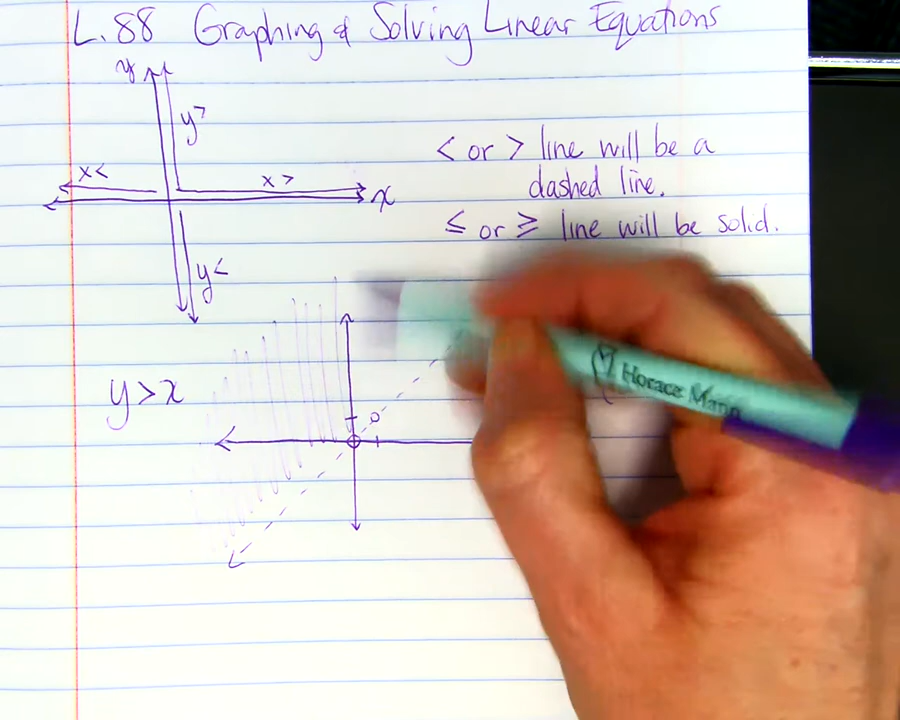 L.88 Graphing & Solving Linear Equations
y
y>
x<
x >
x
y<
< or > line will be a
dashed line.
≤ or ≥ line will be solid.
y > x
Horace Mann